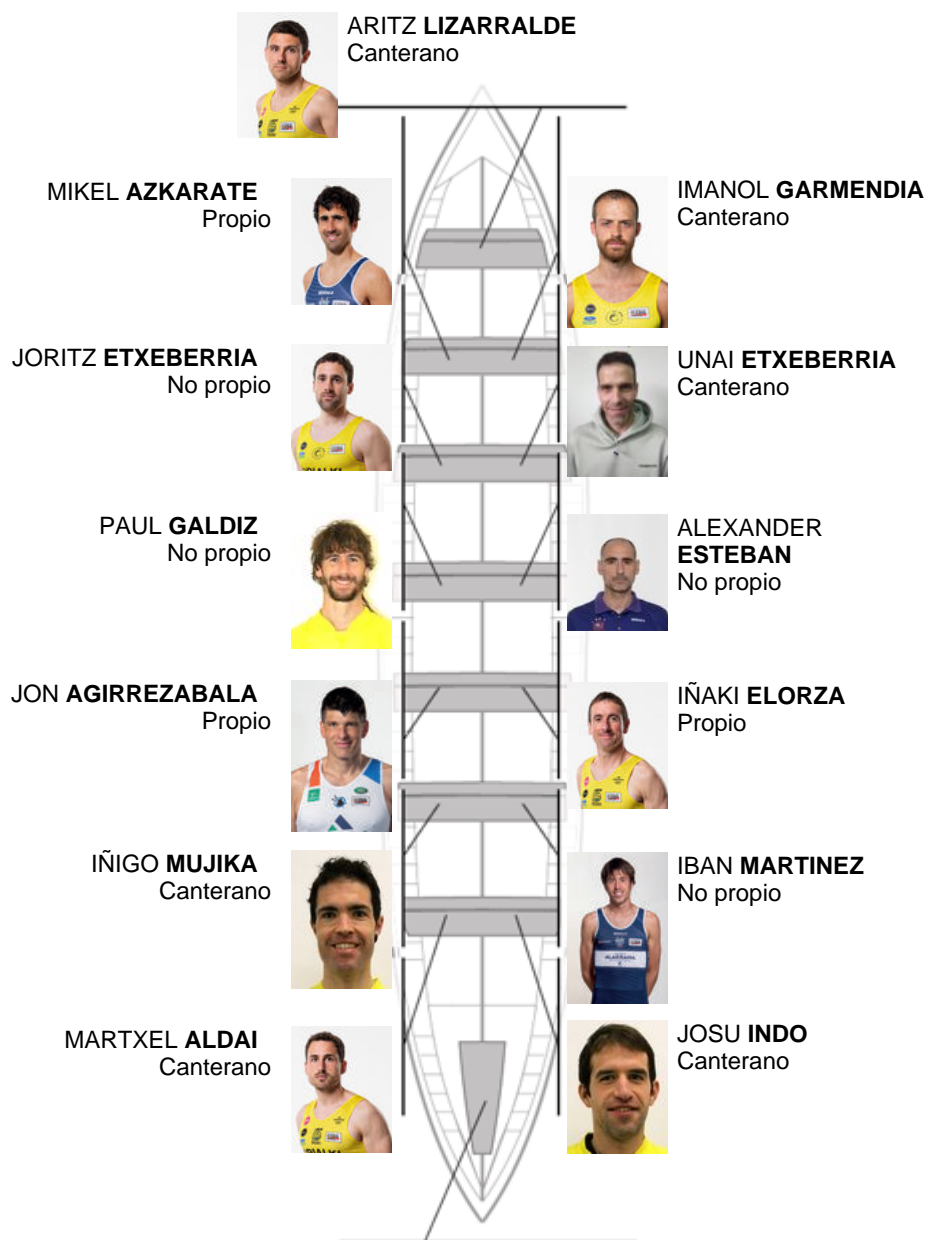 ARITZ LIZARRALDE
Canterano
MIKEL AZKARATE
Propio
IMANOL GARMENDIA
Canterano
JORITZ ETXEBERRIA
No propio
UNAI ETXEBERRIA
Canterano
PAUL GALDIZ
No propio
ALEXANDER
ESTEBAN
No propio
JON AGIRREZABALA
Propio
IÑAKI ELORZA
Propio
IÑIGO MUJIKA
Canterano
IBAN MARTINEZ
No propio
MARTXEL ALDAI
Canterano
JOSU INDO
Canterano